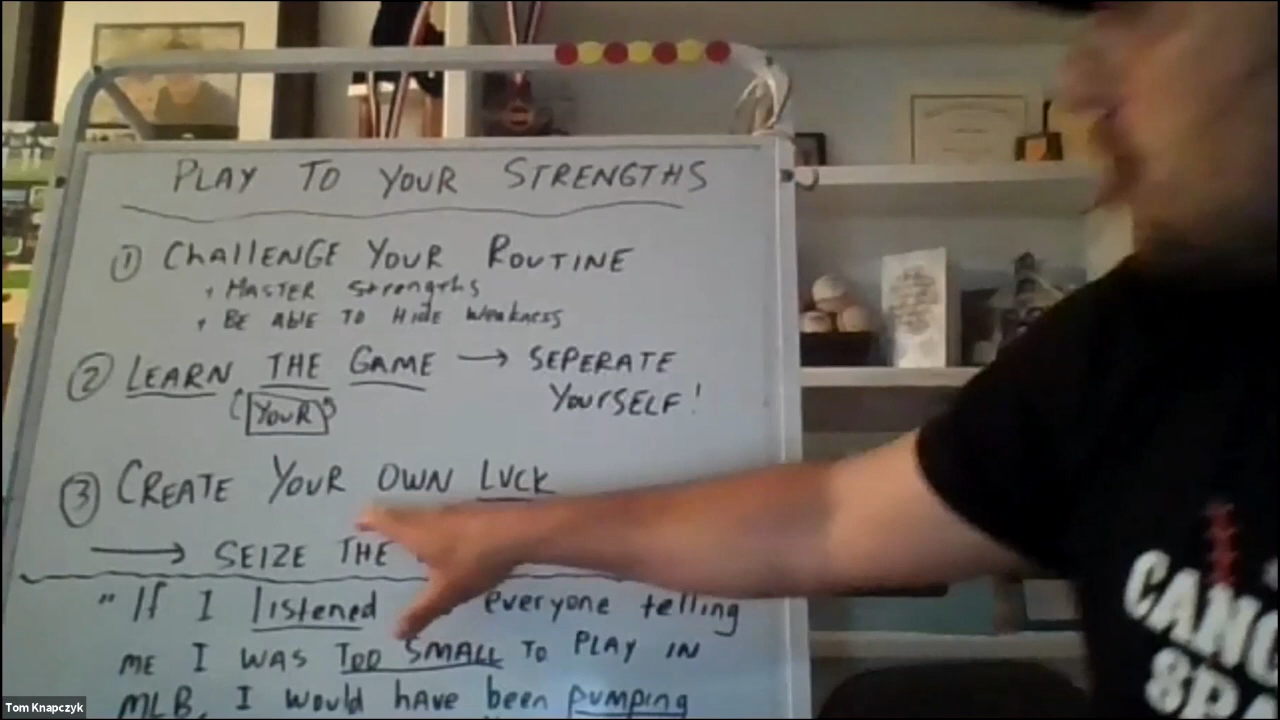 PLAY TO YOUR STRENGTHS
① ChallENGE YOUR ROUTINE
+ MASTER strengths
+ BE ABLE TO HIDE Weakness
② LEARN THE GAME → SEPERATE
(YOUR) YOUrSELF!
③ CREATE YOUR OWN LUCK
→ SEIZE THE
"If I listened everyone telling
ME I WAS TOO SMALL TO PLAY IN
MLB, I would have been pumping
Tom Knapczyk